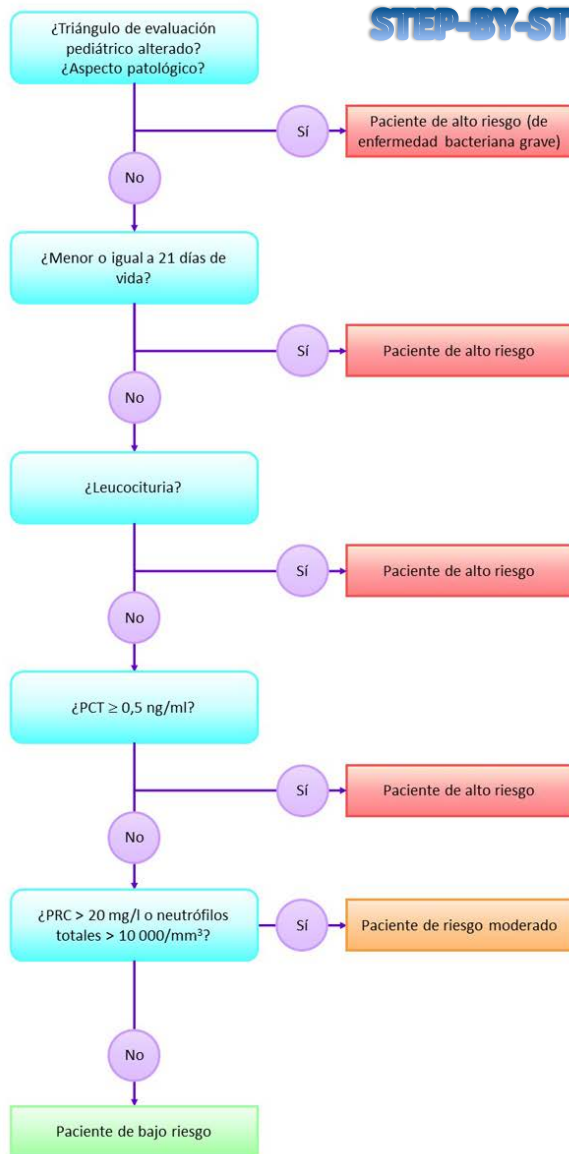 STEP-BY-ST
¿Triángulo de evaluación
pediátrico alterado?
¿Aspecto patológico?
Sí
Paciente de alto riesgo (de
enfermedad bacteriana grave)
No
¿Menor o igual a 21 días de
vida?
Sí
Paciente de alto riesgo
No
¿Leucocituria?
Sí
Paciente de alto riesgo
No
¿PCT ≥ 0,5 ng/ml?
Sí
Paciente de alto riesgo
No
¿PRC > 20 mg/l o neutrófilos
totales > 10 000/mm³?
Sí
Paciente de riesgo moderado
No
Paciente de bajo riesgo